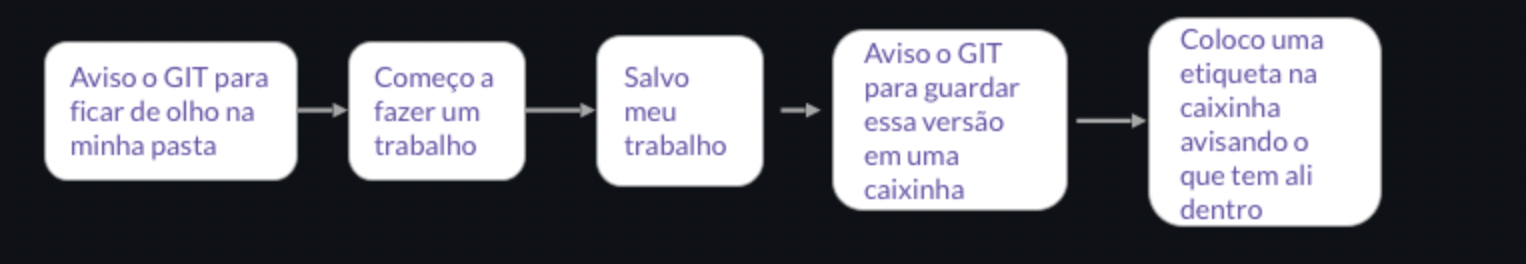 Aviso o GIT para
ficar de olho na
minha pasta
Começo a
fazer um
trabalho
Salvo
meu
trabalho
Aviso o GIT
para guardar
essa versão
em uma
caixinha
Coloco uma
etiqueta na
caixinha
avisando o
que tem ali
dentro